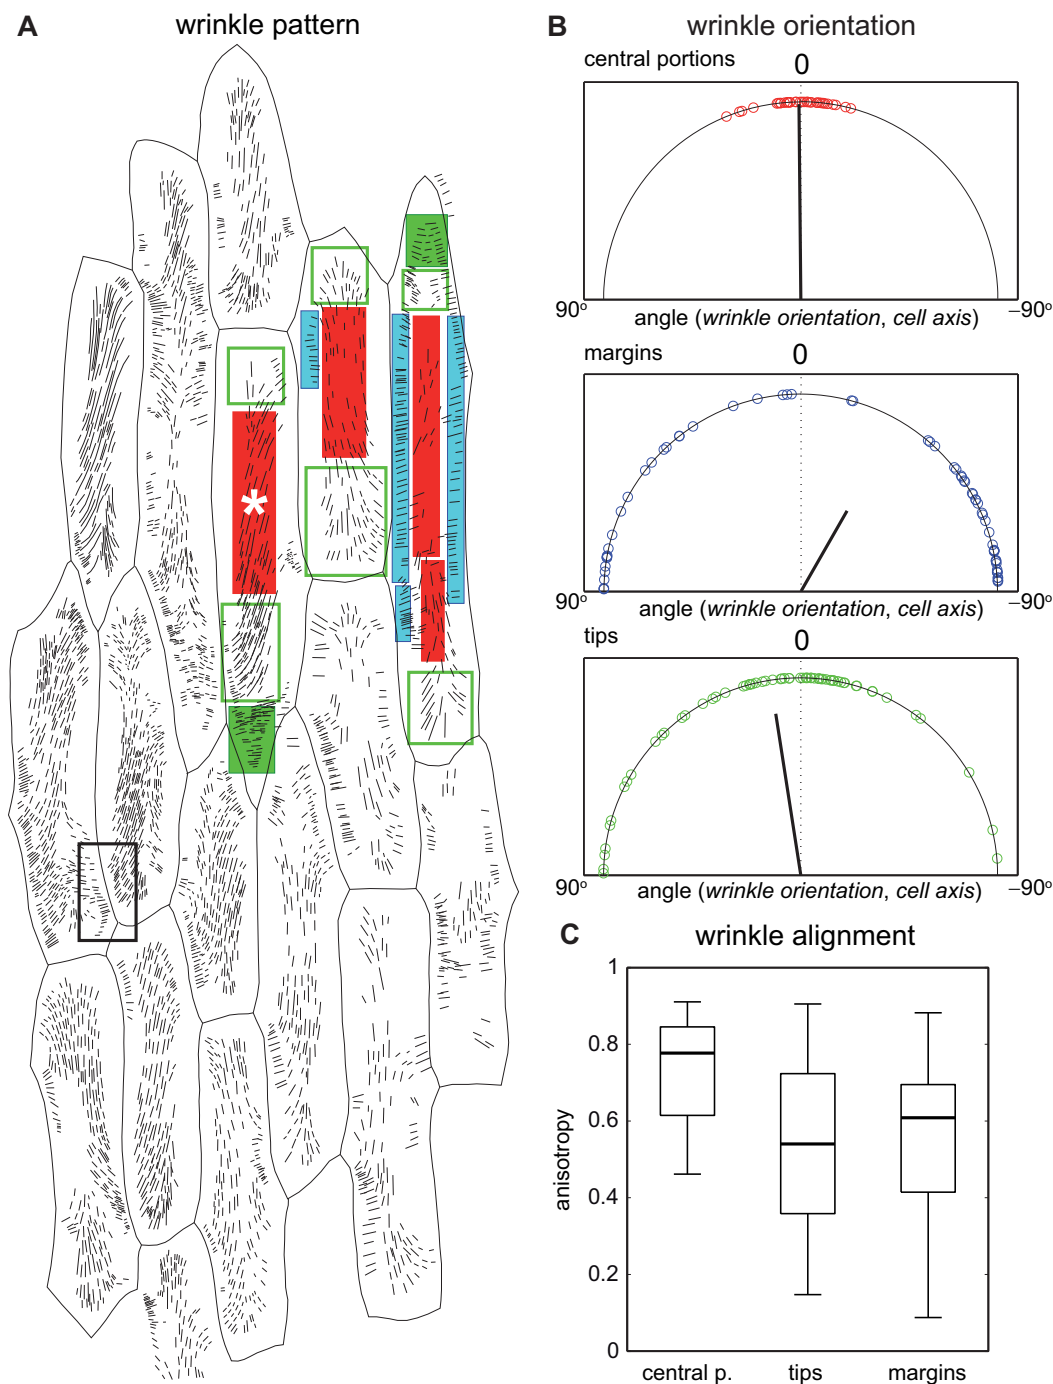 A
wrinkle pattern
*
B
wrinkle orientation
central portions
0
90°
angle (wrinkle orientation, cell axis)
–90°
margins
0
90°
angle (wrinkle orientation, cell axis)
–90°
tips
0
90°
angle (wrinkle orientation, cell axis)
–90°
C
wrinkle alignment
1
0.8
0.6
0.4
0.2
0
anisotropy
central p.
tips
margins